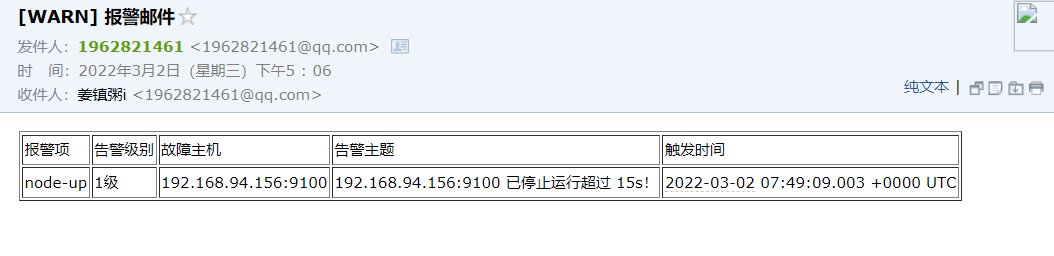 [WARN] 报警邮件
发件人：1962821461 <1962821461@qq.com>
时　间：2022年3月2日（星期三）下午5：06
收件人：姜镇粥i <1962821461@qq.com>
纯文本 |
报警项 告警级别 故障主机 告警主题 触发时间
node-up 1级 192.168.94.156:9100 192.168.94.156:9100 已停止运行超过 15s！ 2022-03-02 07:49:09.003 +0000 UTC